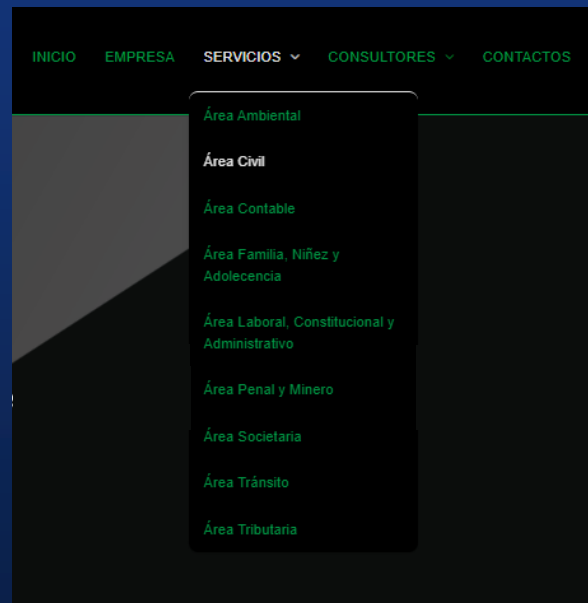 INICIO EMPRESA SERVICIOS CONSULTORES CONTACTOS
Área Ambiental
Área Civil
Área Contable
Área Familia, Niñez y
Adolecencia
Área Laboral, Constitucional y
Administrativo
Área Penal y Minero
Área Societaria
Área Tránsito
Área Tributaria